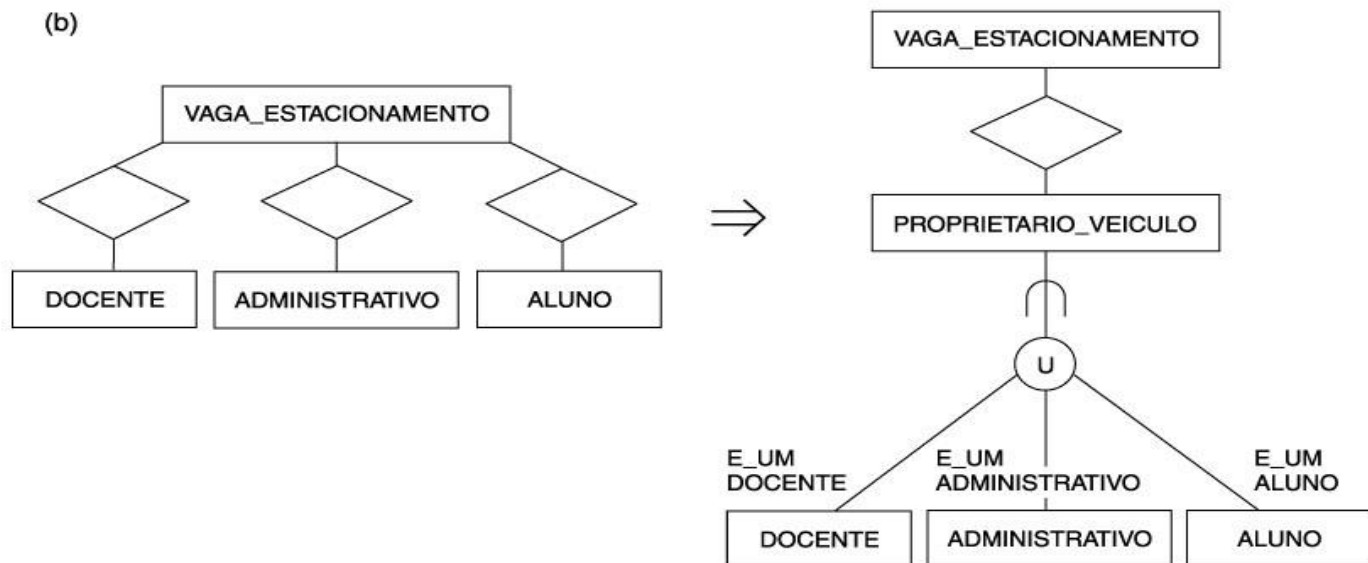 (b)
VAGA_ESTACIONAMENTO
DOCENTE
ADMINISTRATIVO
ALUNO
VAGA_ESTACIONAMENTO
PROPRIETARIO_VEICULO
U
E_UM
DOCENTE
E_UM
ADMINISTRATIVO
E_UM
ALUNO
DOCENTE
ADMINISTRATIVO
ALUNO